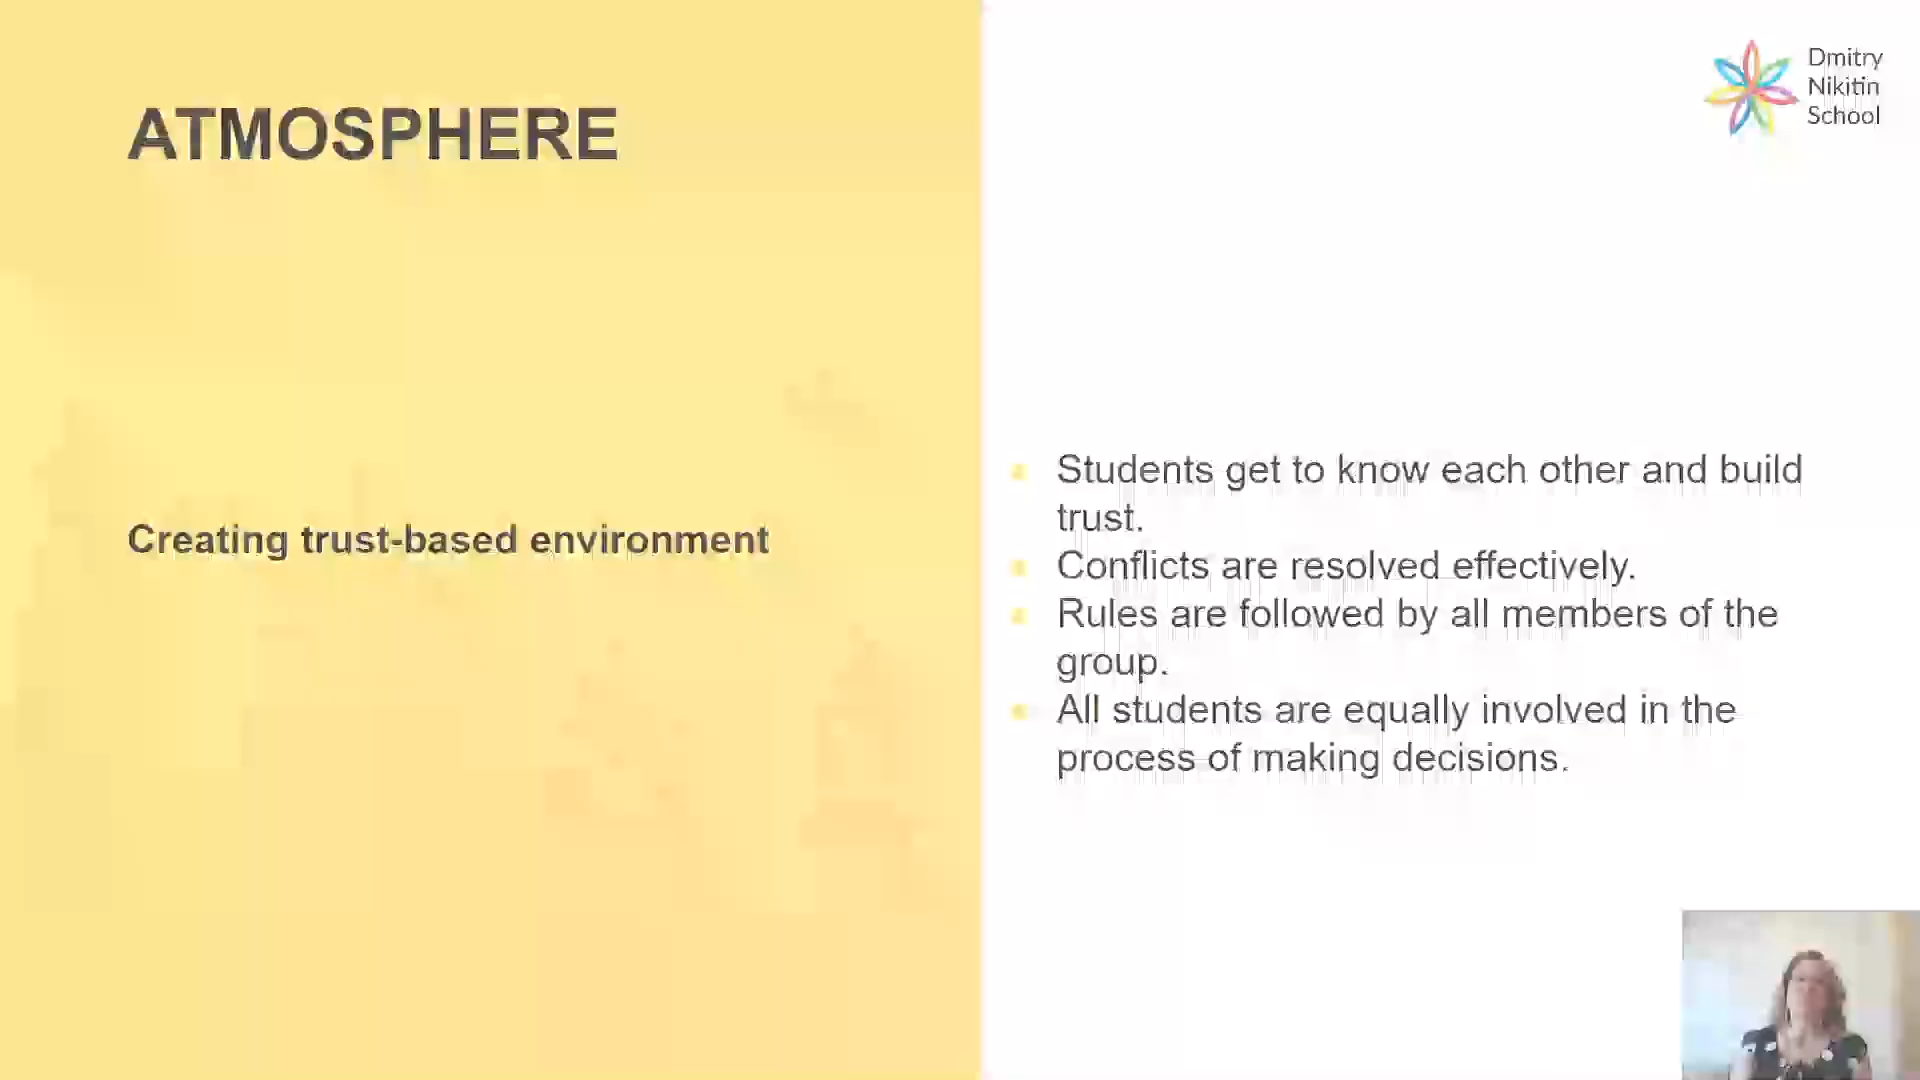 ATMOSPHERE
Dmitry
Nikitin
School
Creating trust-based environment
Students get to know each other and build
trust.
Conflicts are resolved effectively.
Rules are followed by all members of the
group.
All students are equally involved in the
process of making decisions.